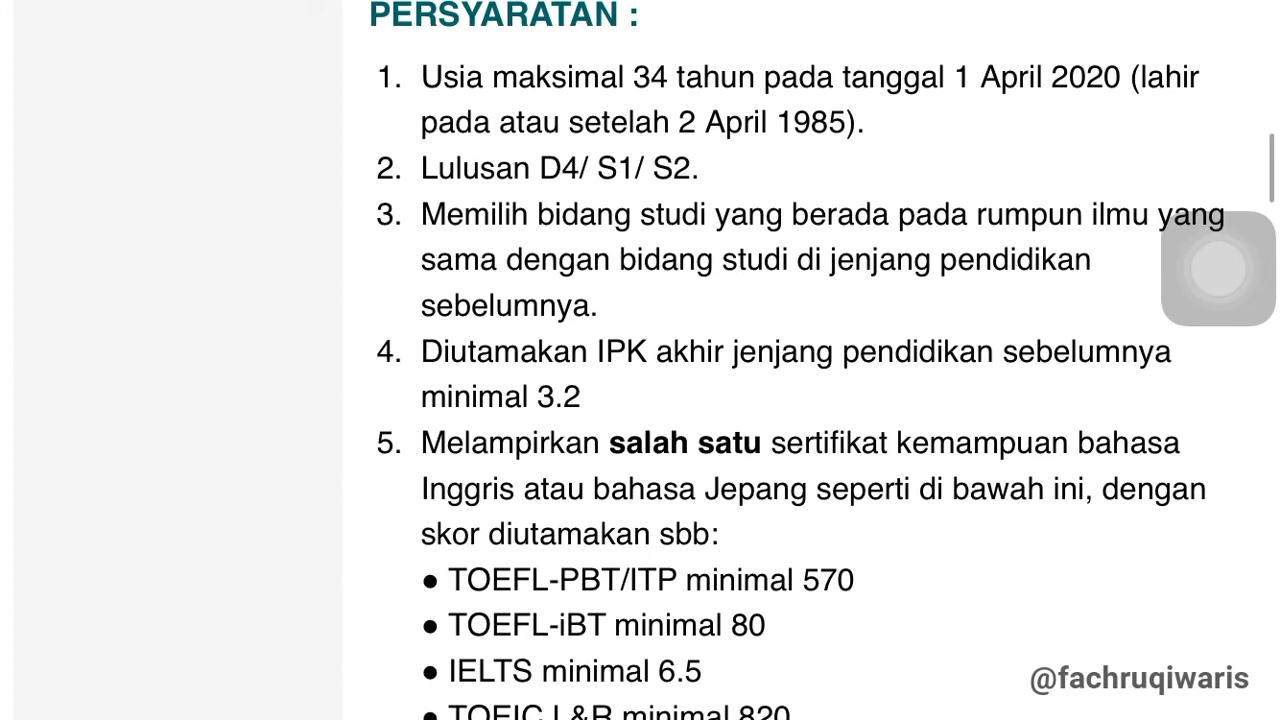 PERSYARATAN :
1. Usia maksimal 34 tahun pada tanggal 1 April 2020 (lahir
pada atau setelah 2 April 1985).
2. Lulusan D4/ S1/ S2.
3. Memilih bidang studi yang berada pada rumpun ilmu yang
sama dengan bidang studi di jenjang pendidikan
sebelumnya.
4. Diutamakan IPK akhir jenjang pendidikan sebelumnya
minimal 3.2
5. Melampirkan salah satu sertifikat kemampuan bahasa
Inggris atau bahasa Jepang seperti di bawah ini, dengan
skor diutamakan sbb:
● TOEFL-PBT/ITP minimal 570
● TOEFL-iBT minimal 80
● IELTS minimal 6.5
● TOEIC L&R minimal 820
@fachruqiwaris